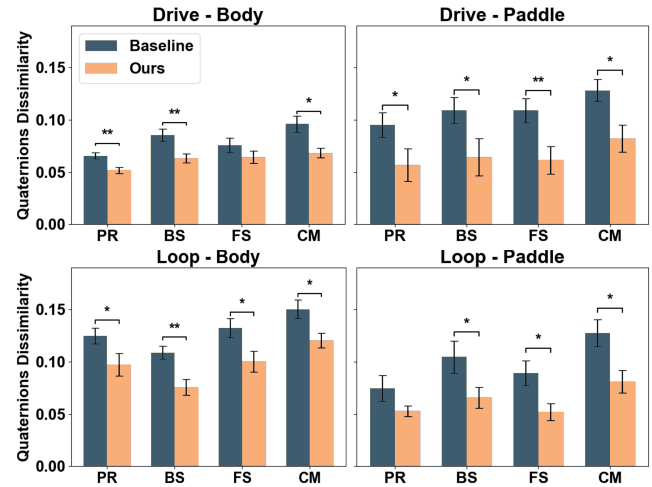 Drive - Body
Drive - Paddle
Quaternions Dissimilarity
0.15
0.10
0.05
0.00
Baseline
Ours
**
**
*
*
*
**
*
PR BS FS CM
PR BS FS CM
Loop - Body
Loop - Paddle
Quaternions Dissimilarity
0.15
0.10
0.05
0.00
*
**
*
*
*
*
*
PR BS FS CM
PR BS FS CM